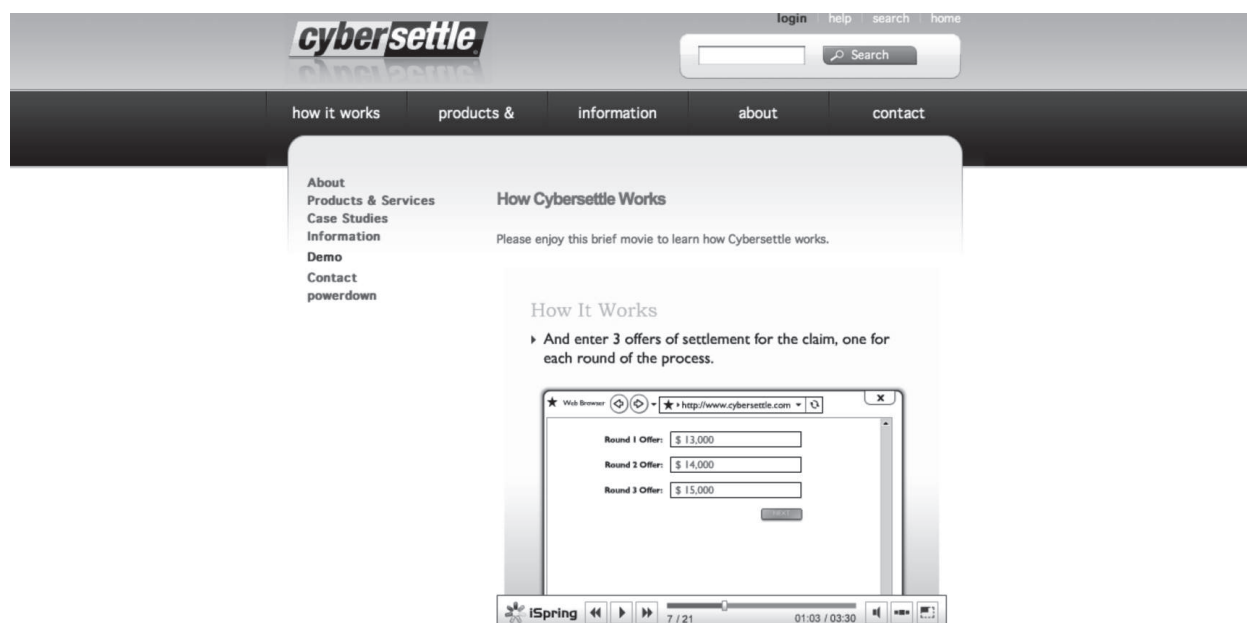 cybersettle
login help search home
Search
how it works products & information about contact
About
Products & Services
Case Studies
Information
Demo
Contact
powerdown
How Cybersettle Works
Please enjoy this brief movie to learn how Cybersettle works.
How It Works
And enter 3 offers of settlement for the claim, one for
each round of the process.
Web Browser http://www.cybersettle.com x
Round 1 Offer: $ 13,000
Round 2 Offer: $ 14,000
Round 3 Offer: $ 15,000
NEXT
iSpring 7 / 21 01:03 / 03:30